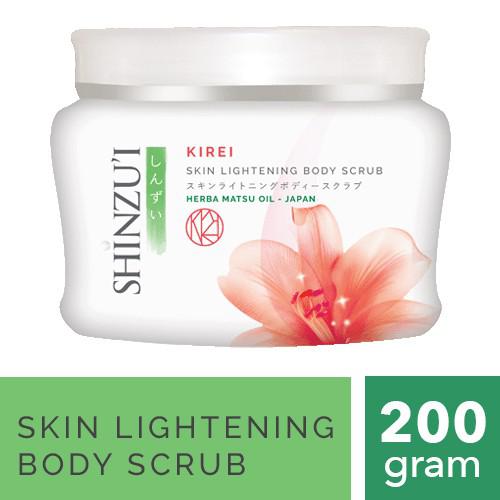 SHINZU'I
しんずい
KIREI
SKIN LIGHTENING BODY SCRUB
スキンライトニングボディースクラブ
HERBA MATSU OIL - JAPAN
SKIN LIGHTENING
BODY SCRUB
200
gram